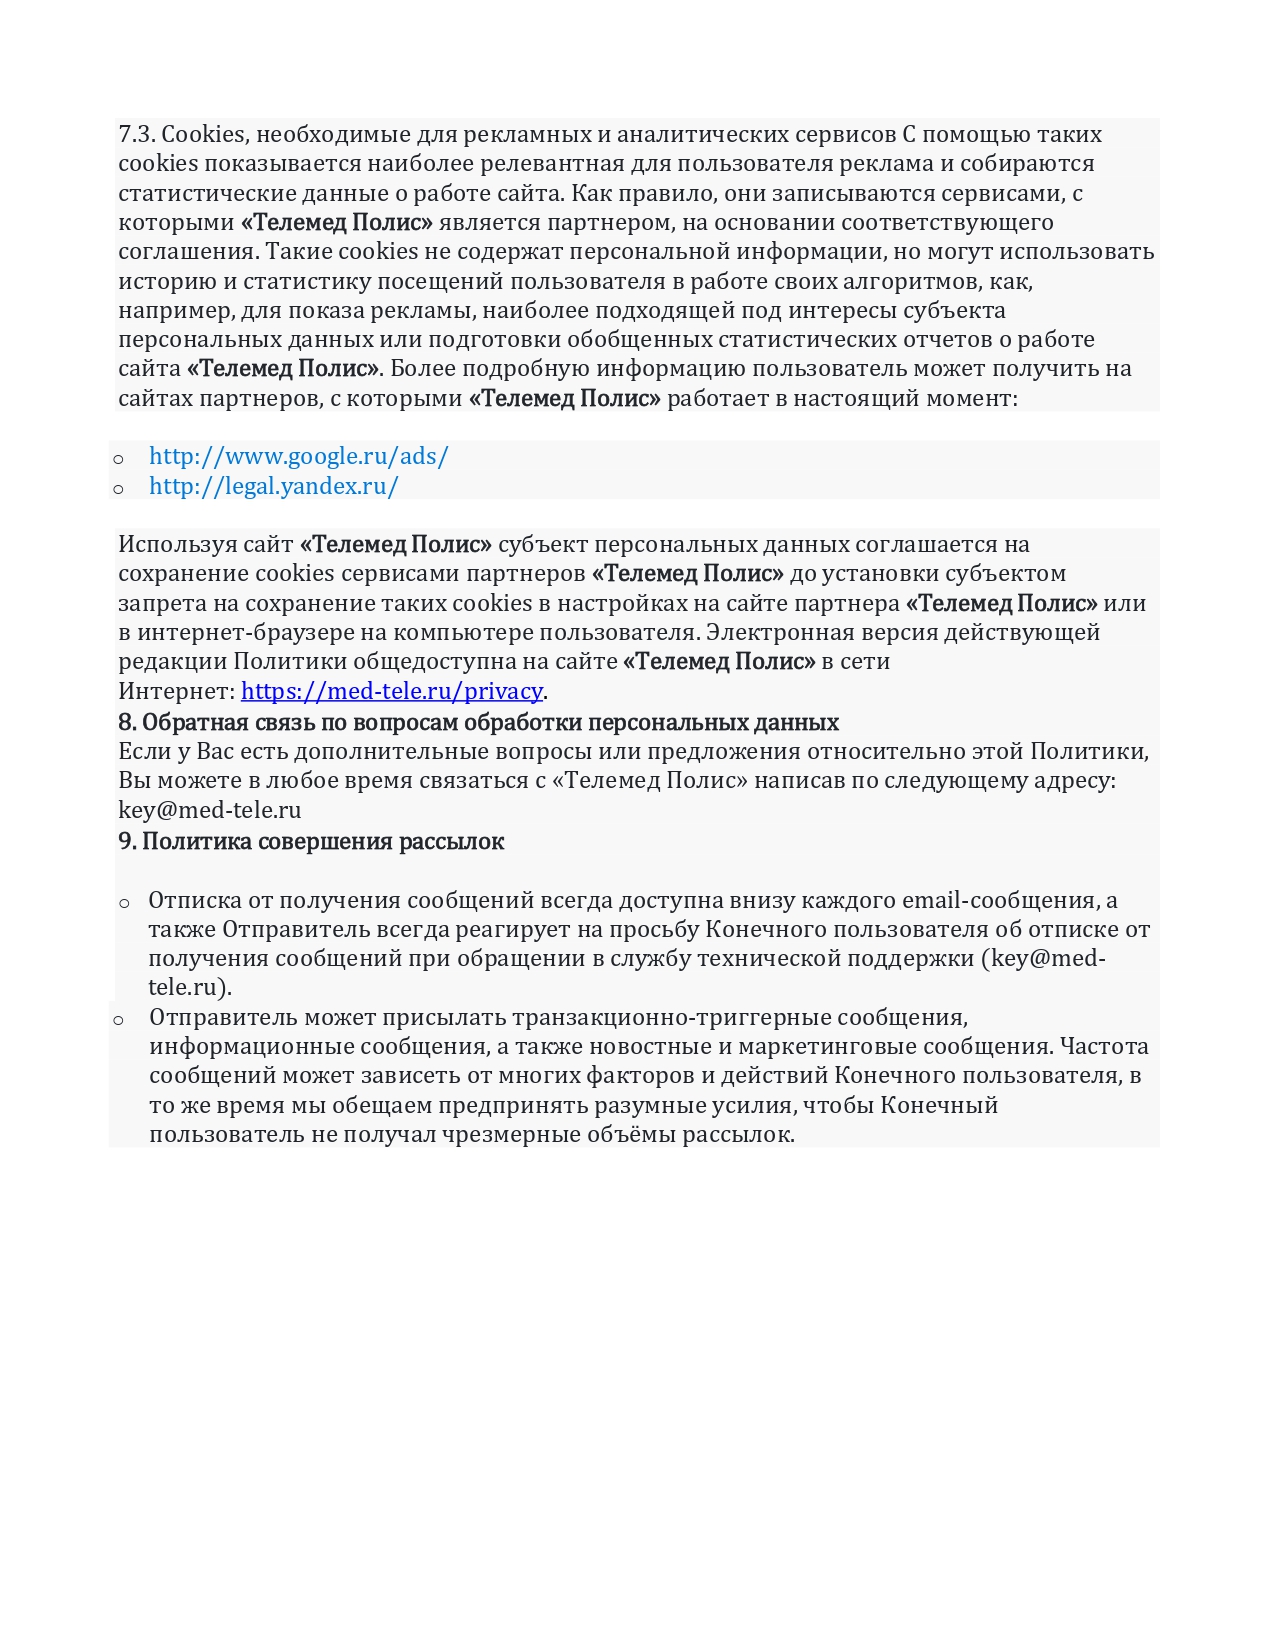 7.3. Cookies, необходимые для рекламных и аналитических сервисов С помощью таких
cookies показывается наиболее релевантная для пользователя реклама и собираются
статистические данные о работе сайта. Как правило, они записываются сервисами, с
которыми «Телемед Полис» является партнером, на основании соответствующего
соглашения. Такие cookies не содержат персональной информации, но могут использовать
историю и статистику посещений пользователя в работе своих алгоритмов, как,
например, для показа рекламы, наиболее подходящей под интересы субъекта
персональных данных или подготовки обобщенных статистических отчетов о работе
сайта «Телемед Полис». Более подробную информацию пользователь может получить на
сайтах партнеров, с которыми «Телемед Полис» работает в настоящий момент:
o http://www.google.ru/ads/
o http://legal.yandex.ru/
Используя сайт «Телемед Полис» субъект персональных данных соглашается на
сохранение cookies сервисами партнеров «Телемед Полис» до установки субъектом
запрета на сохранение таких cookies в настройках на сайте партнера «Телемед Полис» или
в интернет-браузере на компьютере пользователя. Электронная версия действующей
редакции Политики общедоступна на сайте «Телемед Полис» в сети
Интернет: https://med-tele.ru/privacy.
8. Обратная связь по вопросам обработки персональных данных
Если у Вас есть дополнительные вопросы или предложения относительно этой Политики,
Вы можете в любое время связаться с «Телемед Полис» написав по следующему адресу:
key@med-tele.ru
9. Политика совершения рассылок
o Отписка от получения сообщений всегда доступна внизу каждого email-сообщения, а
также Отправитель всегда реагирует на просьбу Конечного пользователя об отписке от
получения сообщений при обращении в службу технической поддержки (key@med-
tele.ru).
o Отправитель может присылать транзакционно-триггерные сообщения,
информационные сообщения, а также новостные и маркетинговые сообщения. Частота
сообщений может зависеть от многих факторов и действий Конечного пользователя, в
то же время мы обещаем предпринять разумные усилия, чтобы Конечный
пользователь не получал чрезмерные объёмы рассылок.